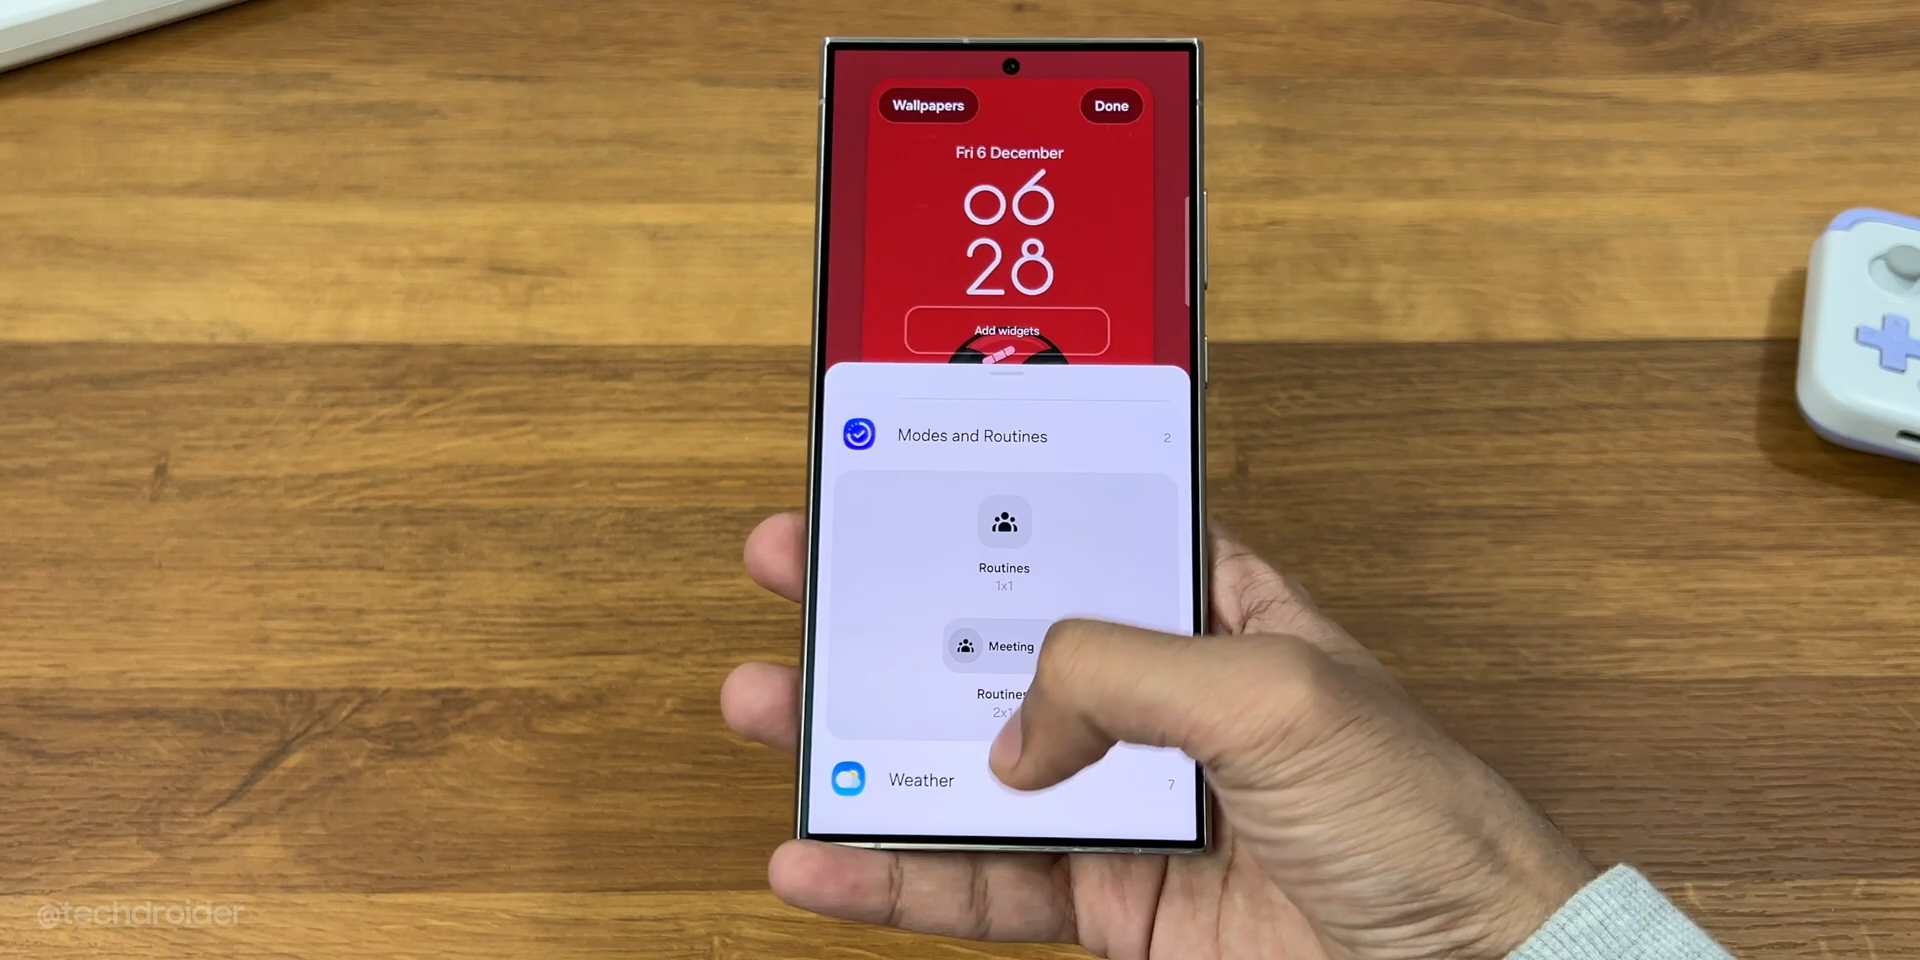 Wallpapers
Done
Fri 6 December
06
28
Add widgets
Modes and Routines
2
Routines
1x1
Meeting
Routines
2x1
Weather
7
@techdroider